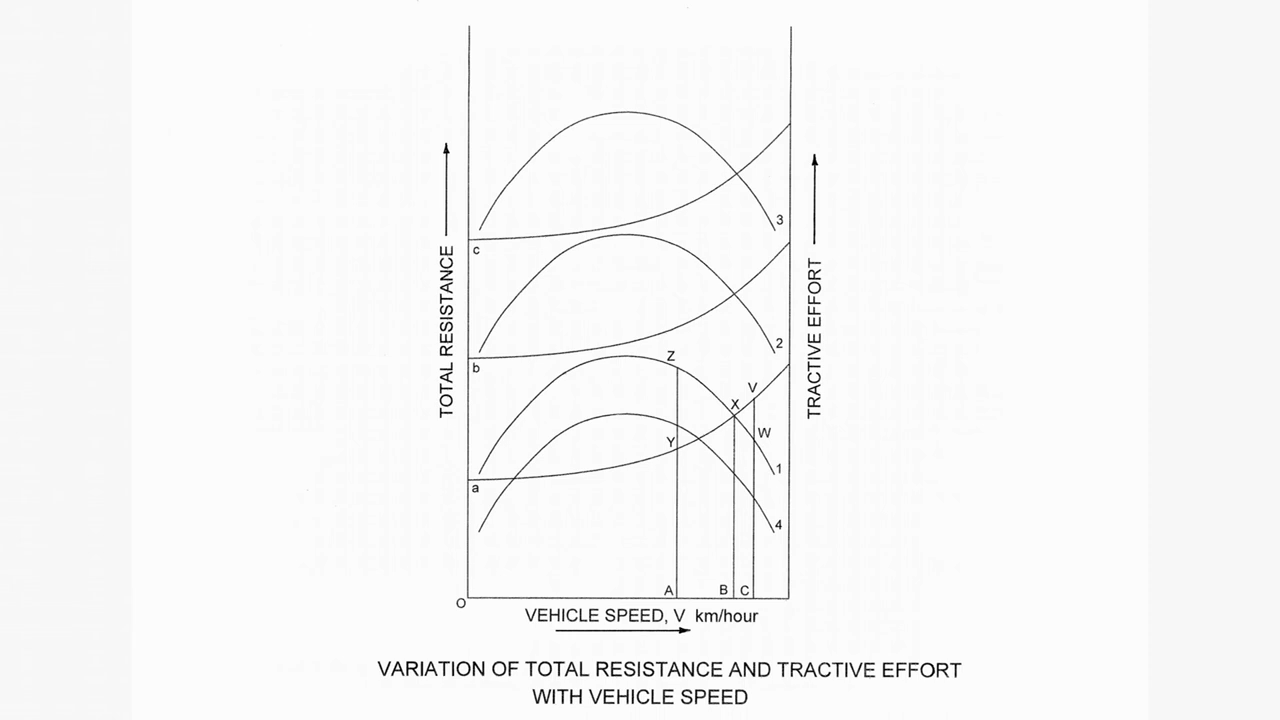 TOTAL RESISTANCE
TRACTIVE EFFORT
3
c
2
b
Z
V
X
W
Y
1
a
4
A
B
C
O
VEHICLE SPEED, V km/hour
VARIATION OF TOTAL RESISTANCE AND TRACTIVE EFFORT
WITH VEHICLE SPEED